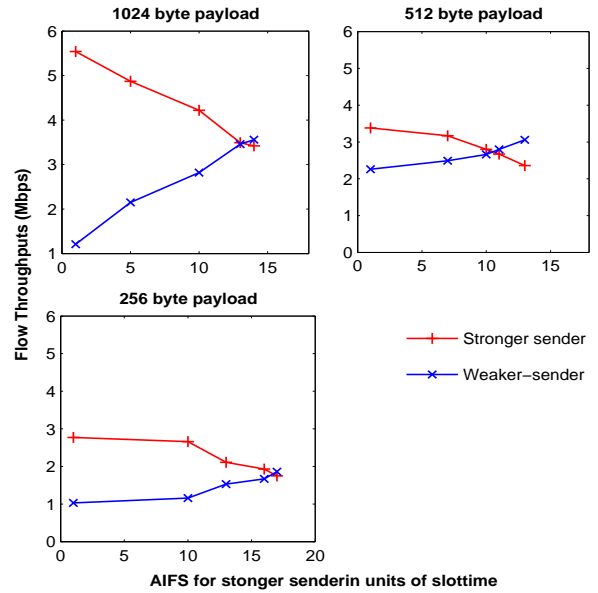 1024 byte payload
6
5
4
3
2
1
0 5 10 15
512 byte payload
6
5
4
3
2
1
0
0 5 10 15
Flow Throughputs (Mbps)
256 byte payload
6
5
4
3
2
1
0
0 5 10 15 20
Stronger sender
Weaker−sender
AIFS for stonger senderin units of slottime